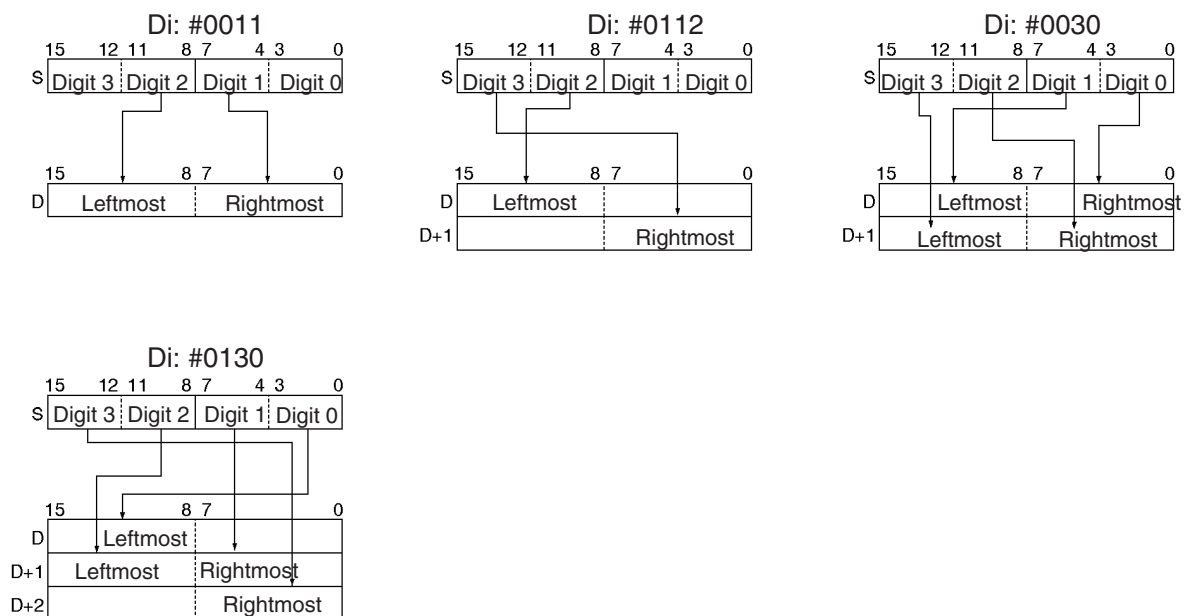 Di: #0011
15 12 11 8 7 4 3 0
S Digit 3 Digit 2 Digit 1 Digit 0
15 8 7 0
D Leftmost Rightmost
Di: #0112
15 12 11 8 7 4 3 0
S Digit 3 Digit 2 Digit 1 Digit 0
15 8 7 0
D Leftmost
D+1 Rightmost
Di: #0030
15 12 11 8 7 4 3 0
S Digit 3 Digit 2 Digit 1 Digit 0
15 8 7 0
D Leftmost Rightmost
D+1 Leftmost Rightmost
Di: #0130
15 12 11 8 7 4 3 0
S Digit 3 Digit 2 Digit 1 Digit 0
15 8 7 0
D Leftmost
D+1 Leftmost Rightmost
D+2 Rightmost